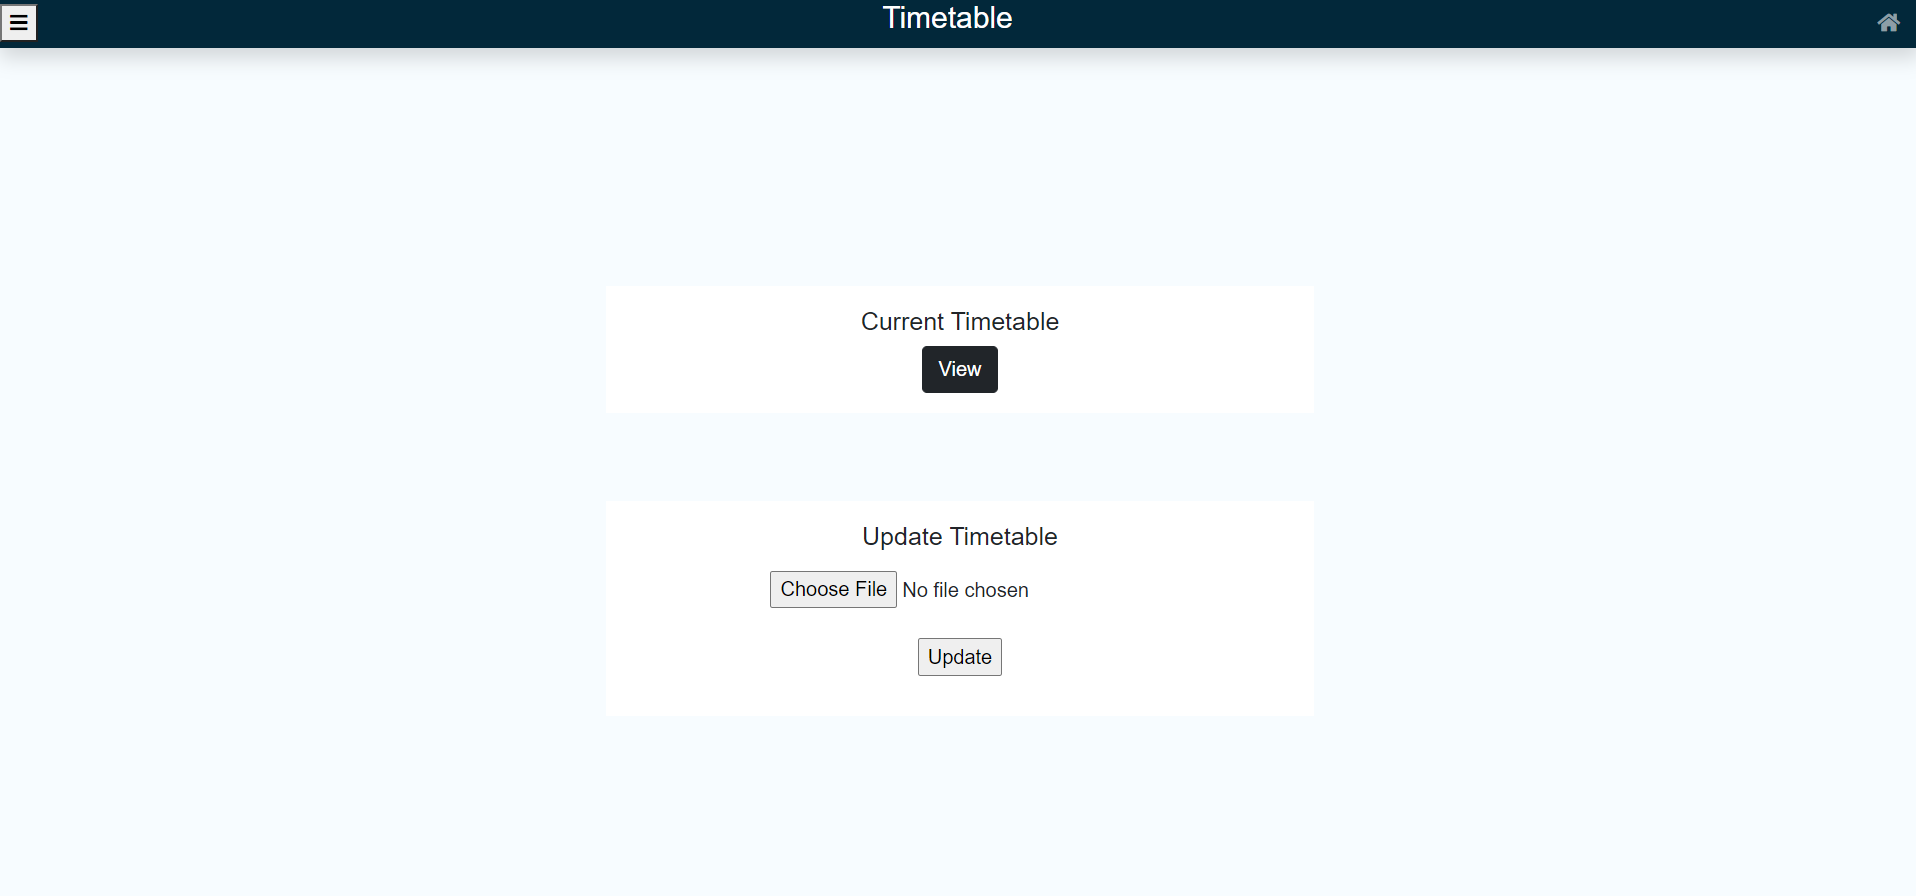 Timetable
Current Timetable
View
Update Timetable
Choose File No file chosen
Update